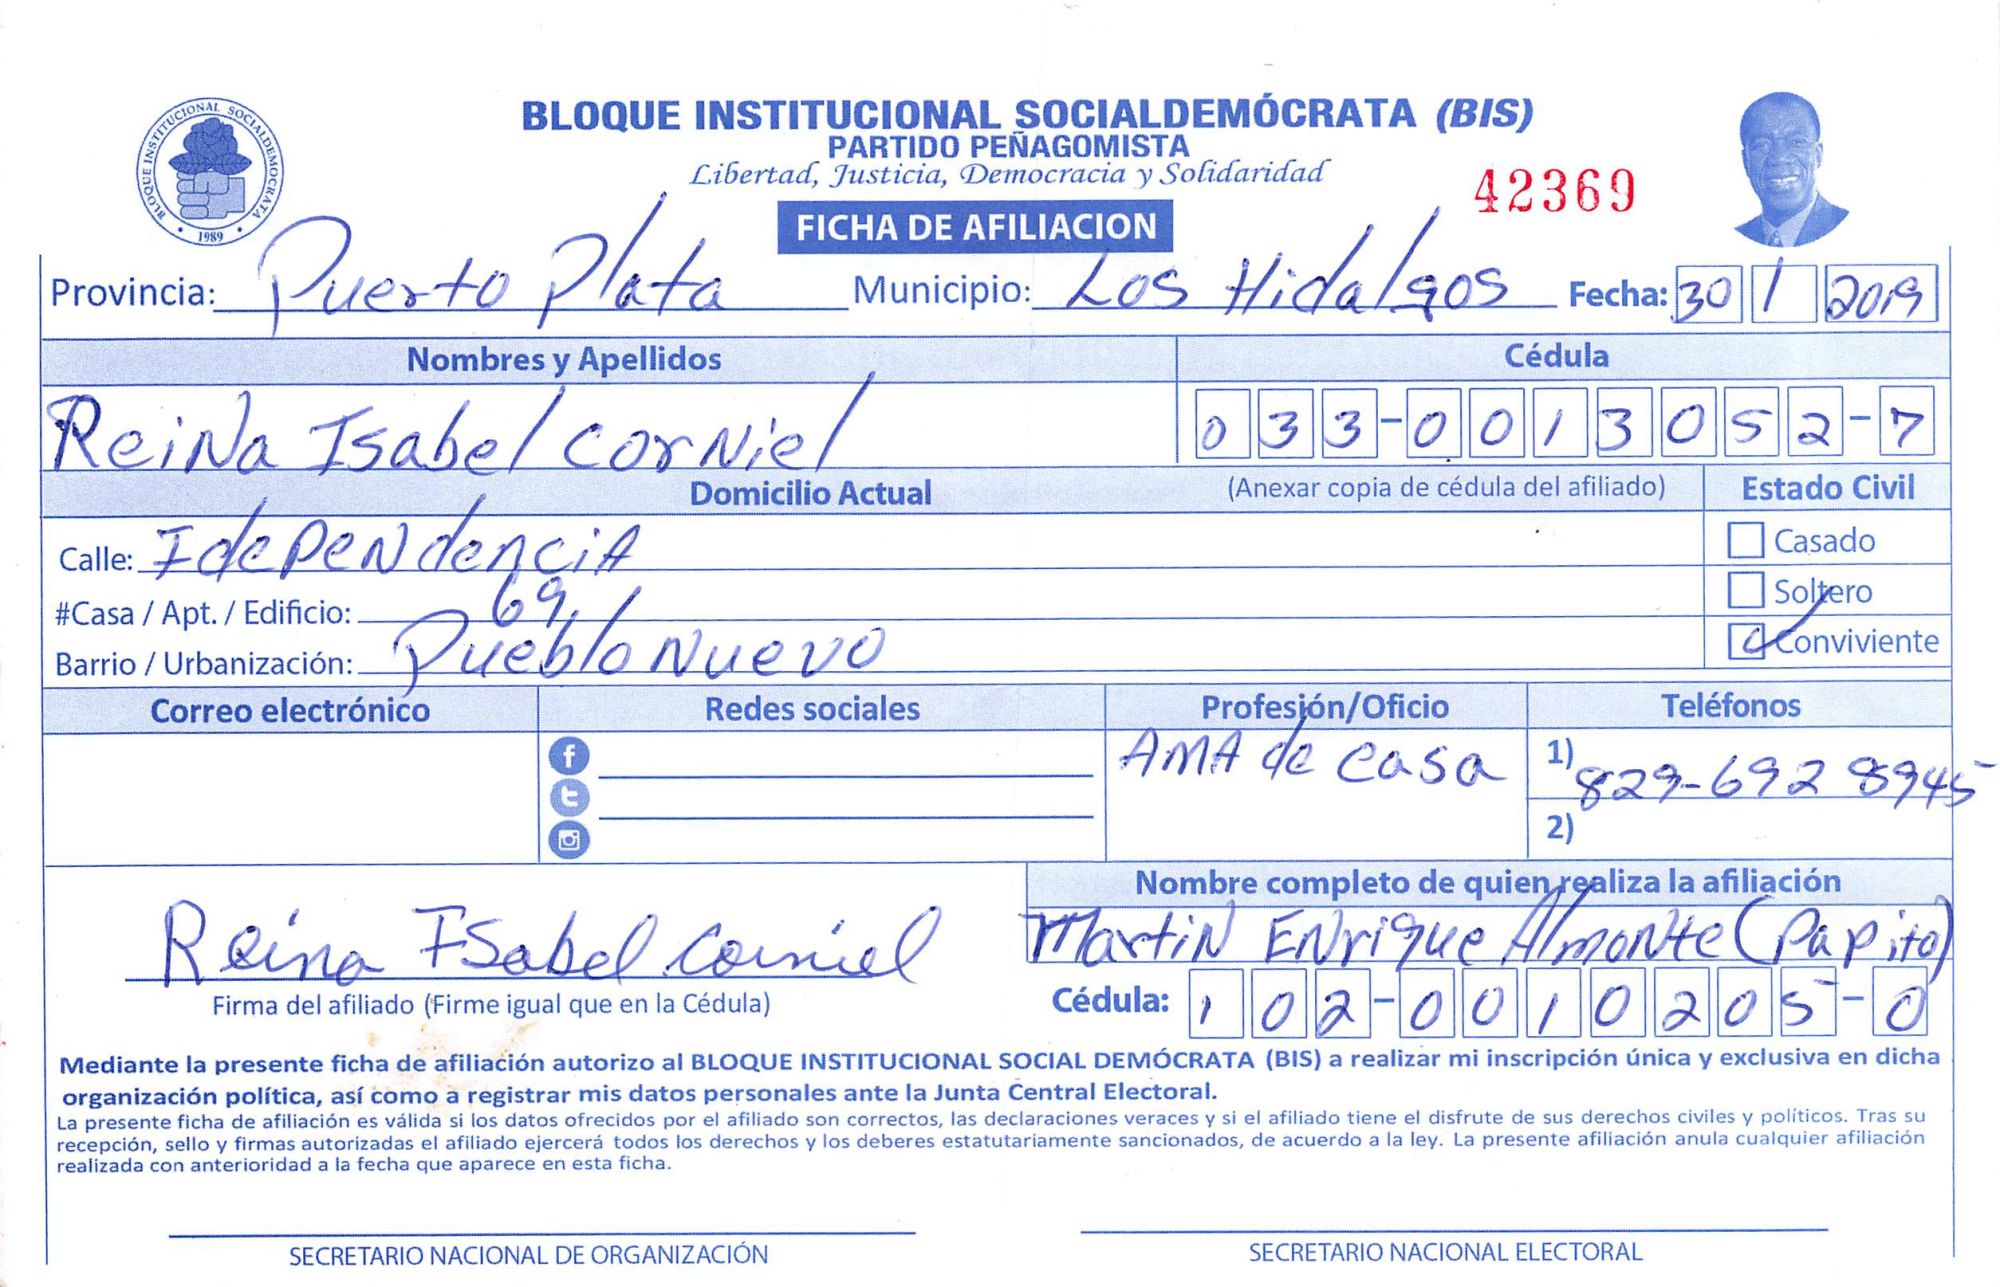 BLOQUE INSTITUCIONAL SOCIALDEMOCRATA
1989
BLOQUE INSTITUCIONAL SOCIALDEMÓCRATA (BIS)
PARTIDO PEÑAGOMISTA
Libertad, Justicia, Democracia y Solidaridad
42369
FICHA DE AFILIACION
Provincia: Puerto Plata Municipio: Los Hidalgos Fecha: 30 1 2019
Nombres y Apellidos Cédula
Reina Isabel Corniel 033-0013052-7
Domicilio Actual (Anexar copia de cédula del afiliado) Estado Civil
Calle: Idependencia Casado
#Casa / Apt. / Edificio: 69 Soltero
Barrio / Urbanización: Pueblo Nuevo Conviviente
Correo electrónico Redes sociales Profesión/Oficio Teléfonos
AMA de casa 1) 829-692 8945
2)
Nombre completo de quien realiza la afiliación
Reina Isabel Corniel Martin Enrique Almonte (Papito)
Firma del afiliado (Firme igual que en la Cédula) Cédula: 102-0010205-0
Mediante la presente ficha de afiliación autorizo al BLOQUE INSTITUCIONAL SOCIAL DEMÓCRATA (BIS) a realizar mi inscripción única y exclusiva en dicha
organización política, así como a registrar mis datos personales ante la Junta Central Electoral.
La presente ficha de afiliación es válida si los datos ofrecidos por el afiliado son correctos, las declaraciones veraces y si el afiliado tiene el disfrute de sus derechos civiles y políticos. Tras su
recepción, sello y firmas autorizadas el afiliado ejercerá todos los derechos y los deberes estatutariamente sancionados, de acuerdo a la ley. La presente afiliación anula cualquier afiliación
realizada con anterioridad a la fecha que aparece en esta ficha.
SECRETARIO NACIONAL DE ORGANIZACIÓN SECRETARIO NACIONAL ELECTORAL